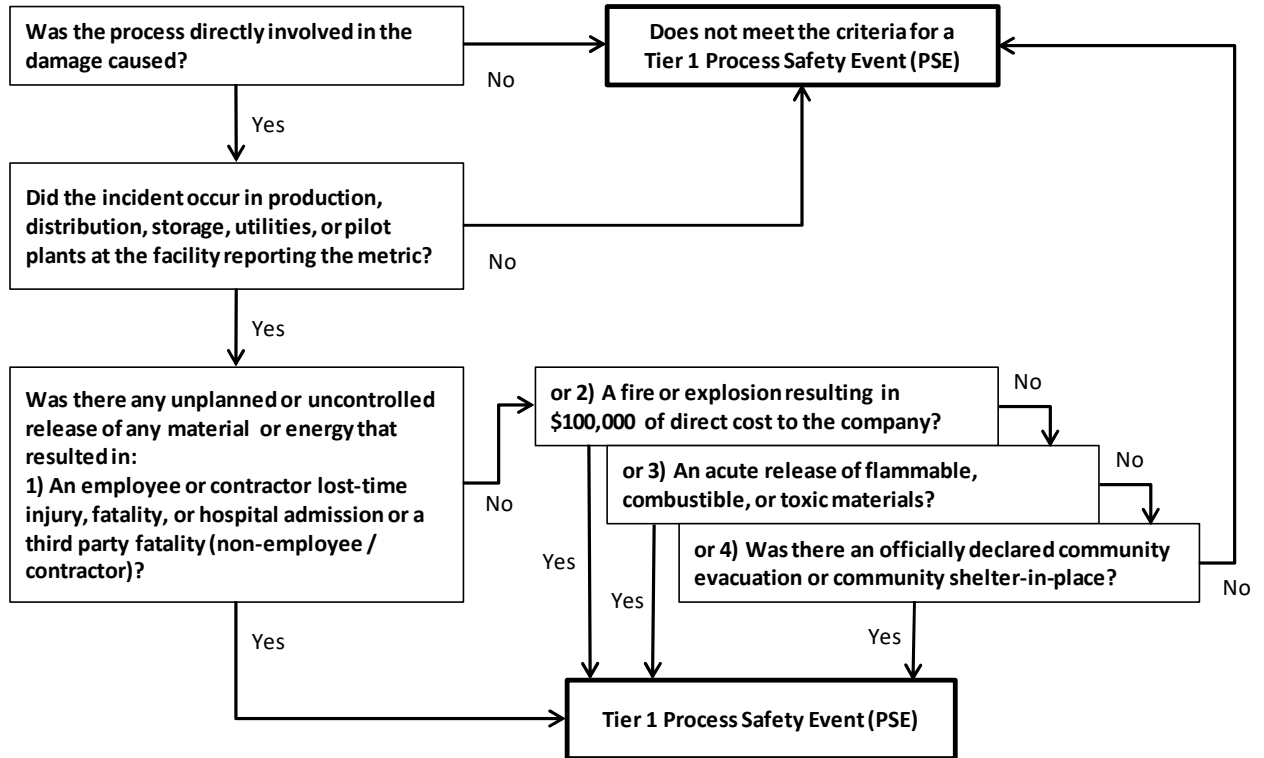 Was the process directly involved in the
damage caused?
No
Does not meet the criteria for a
Tier 1 Process Safety Event (PSE)
Yes
Did the incident occur in production,
distribution, storage, utilities, or pilot
plants at the facility reporting the metric?
No
Yes
Was there any unplanned or uncontrolled
release of any material or energy that
resulted in:
1) An employee or contractor lost-time
injury, fatality, or hospital admission or a
third party fatality (non-employee /
contractor)?
No
or 2) A fire or explosion resulting in
$100,000 of direct cost to the company?
No
or 3) An acute release of flammable,
combustible, or toxic materials?
No
or 4) Was there an officially declared community
evacuation or community shelter-in-place?
No
Yes
Yes
Yes
Yes
Tier 1 Process Safety Event (PSE)